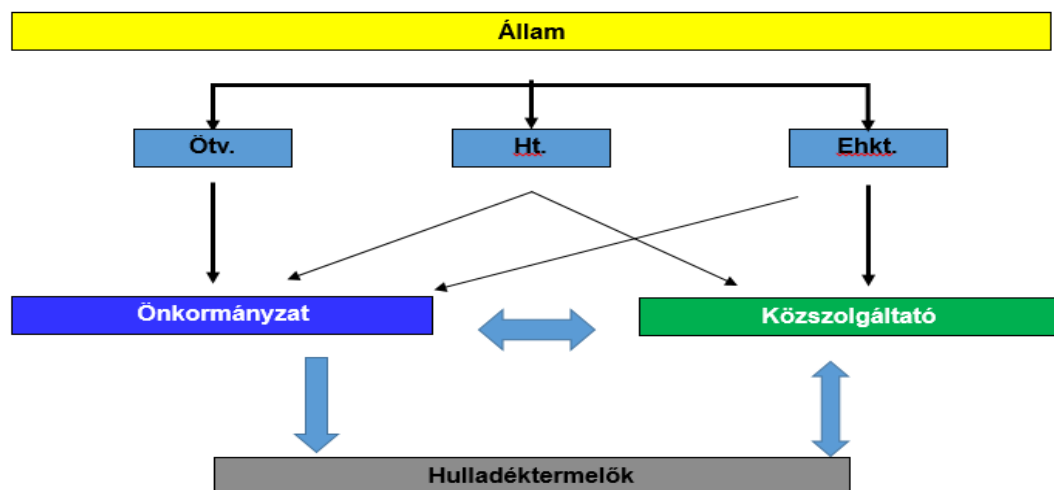 Állam
Ötv.
Ht.
Ehkt.
Önkormányzat
Közszolgáltató
Hulladéktermelők